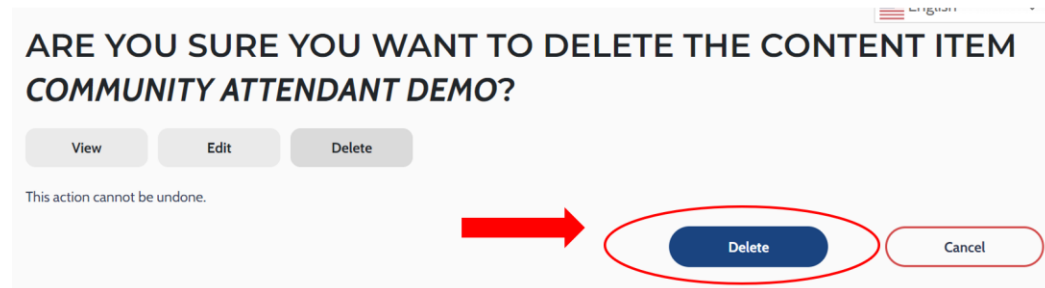 English
ARE YOU SURE YOU WANT TO DELETE THE CONTENT ITEM
COMMUNITY ATTENDANT DEMO?
View Edit Delete
This action cannot be undone.
Delete Cancel